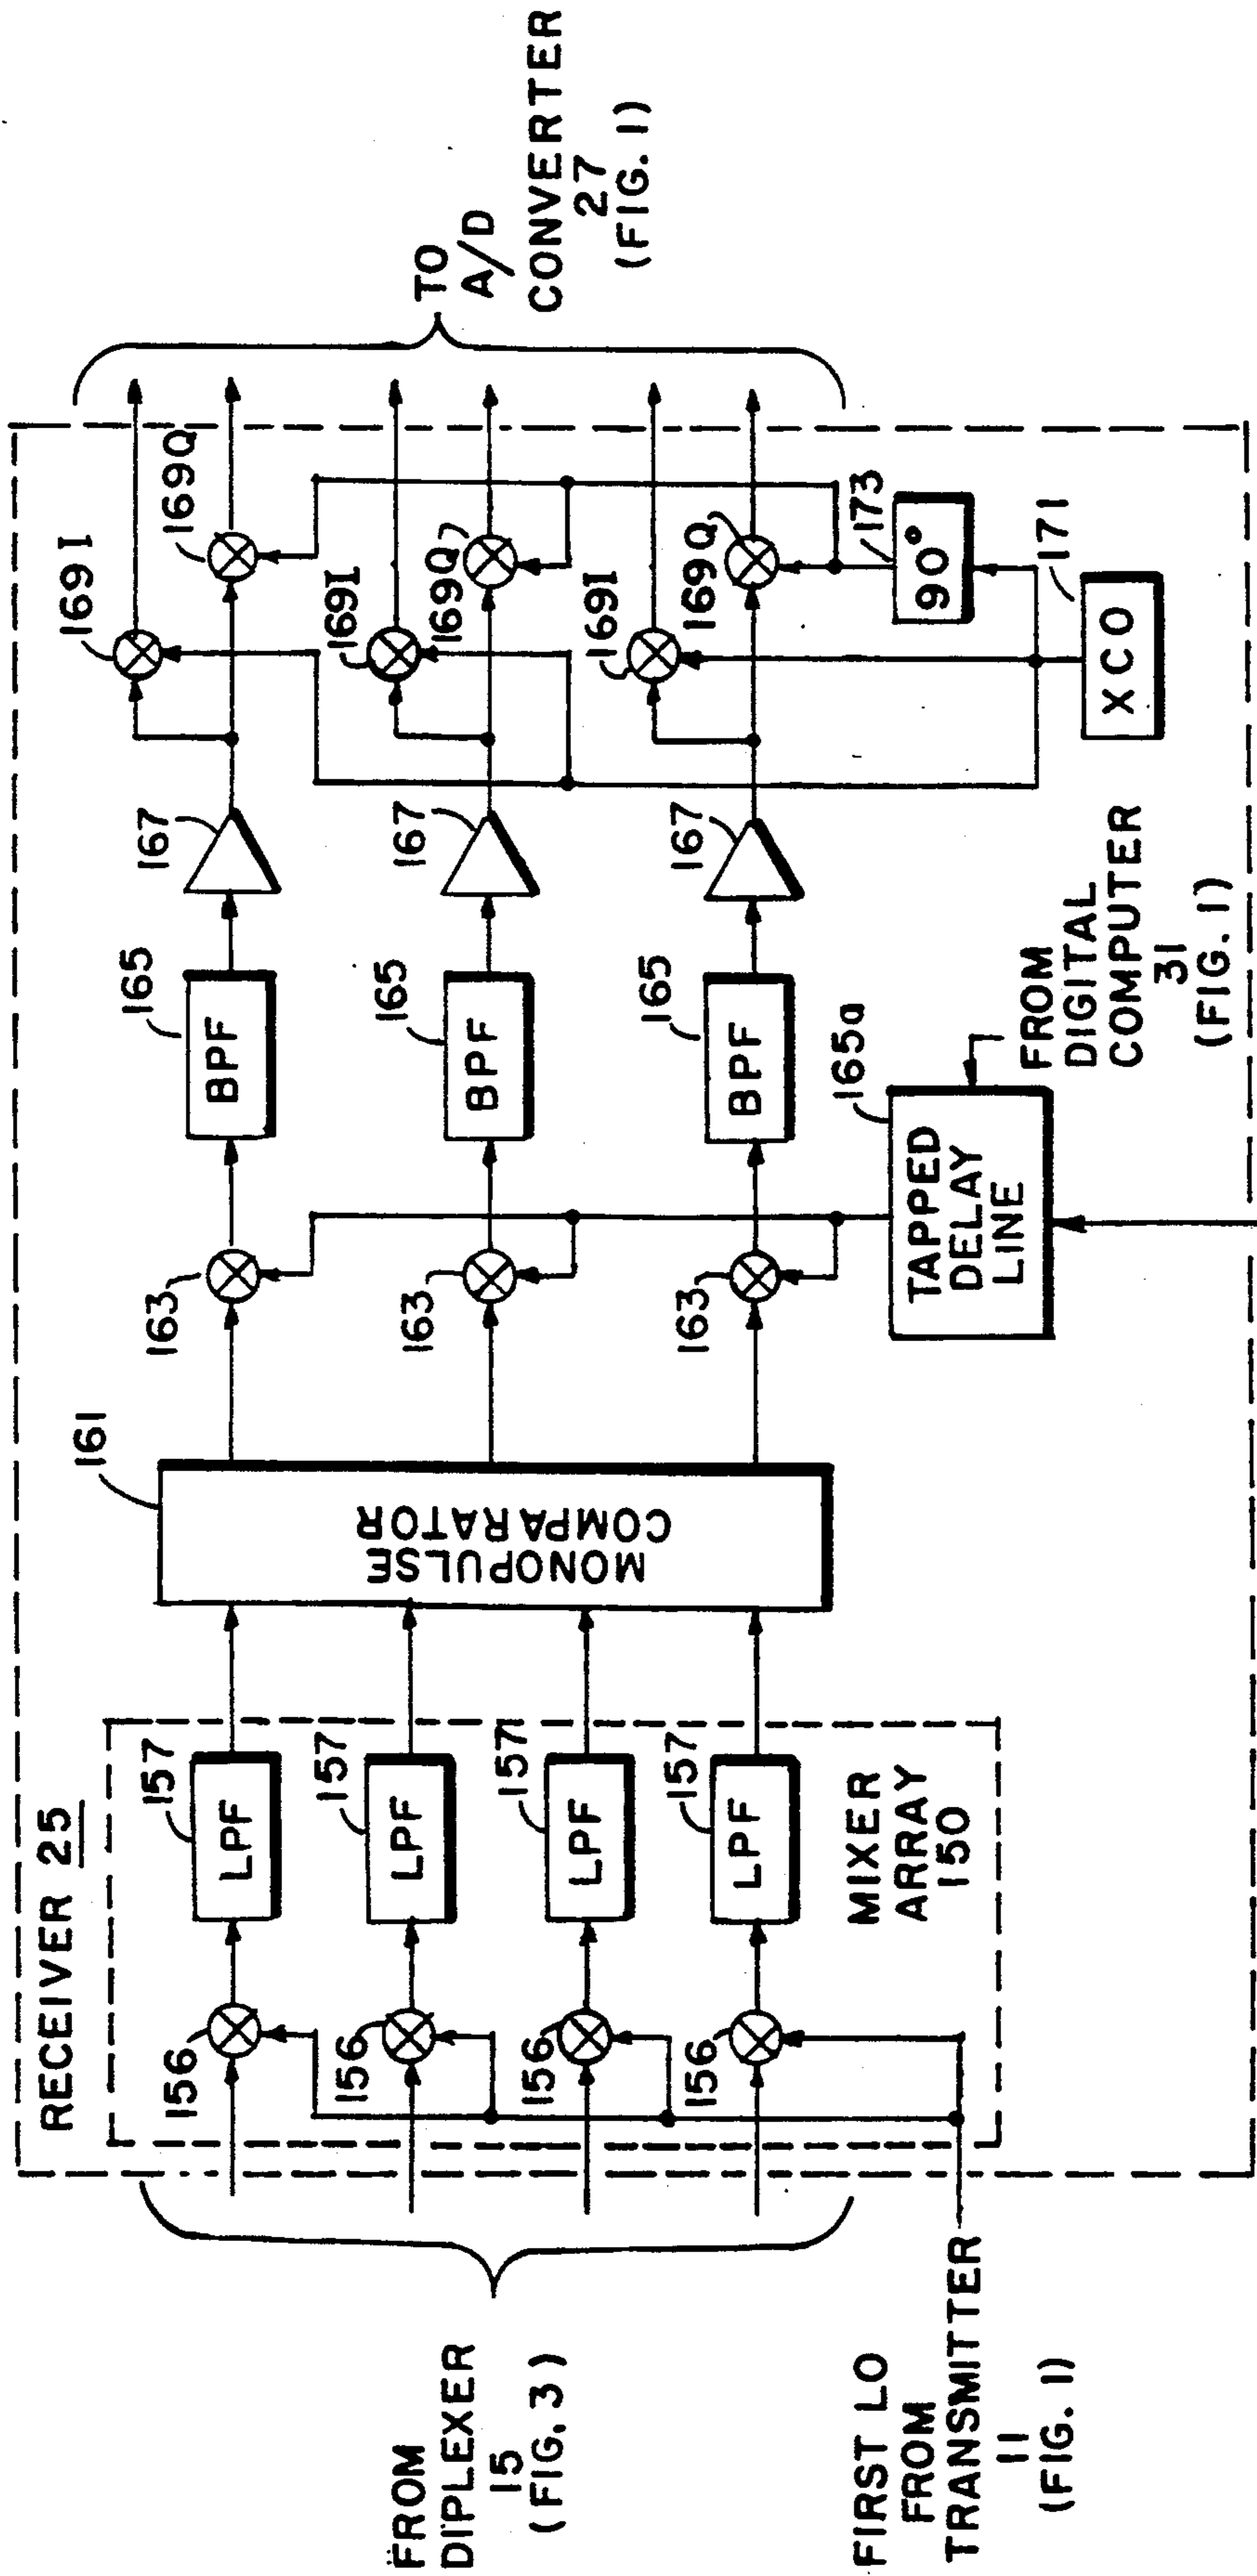 RECEIVER 25
FROM
DIPLEXER
15
(FIG. 3)
FIRST LO
FROM
TRANSMITTER
11
(FIG. 1)
156
156
156
156
157
157
157
157
LPF
LPF
LPF
LPF
MIXER
ARRAY
150
161
MONOPULSE
COMPARATOR
163
163
163
165
165
165
BPF
BPF
BPF
165a
TAPPED
DELAY
LINE
FROM
DIGITAL
COMPUTER
31
(FIG. 1)
167
167
167
169I
169Q
169I
169Q
169I
169Q
173
90°
171
XCO
TO
A/D
CONVERTER
27
(FIG. 1)